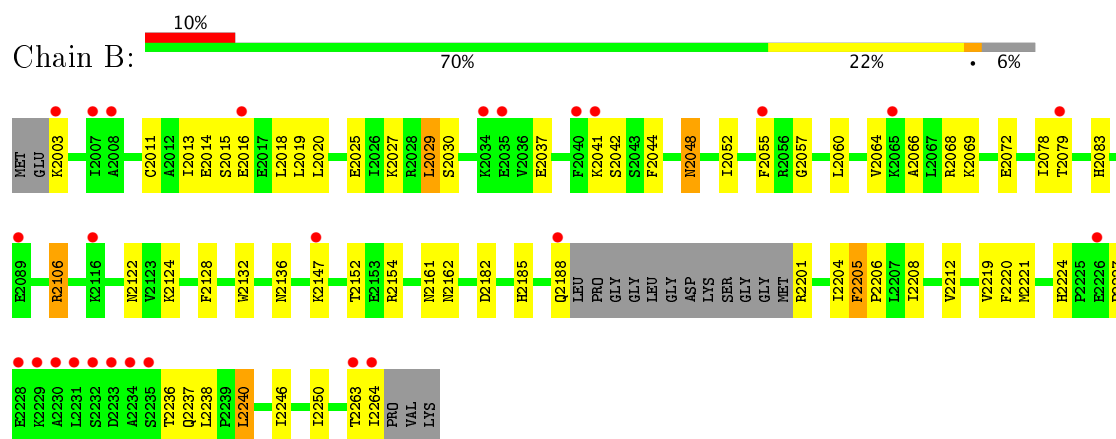 10%
Chain B:
70% 22% • 6%
MET GLU K2003 I2007 A2008 C2011 A2012 I2013 E2014 S2015 E2016 E2017 L2018 L2019 L2020 E2025 I2026 K2027 R2028 L2029 S2030 K2034 E2035 V2036 E2037 F2040 K2041 S2042 S2043 F2044 N2048 I2052 F2055 R2056 G2057 L2060 V2064 K2065 A2066 L2067 R2068 K2069 E2072 I2078 T2079 H2083
E2089 R2106 K2116 N2122 V2123 K2124 F2128 W2132 N2136 K2147 T2152 E2153 R2154 N2161 N2162 D2182 H2185 Q2188 LEU PRO GLY GLY LEU GLY ASP LYS SER GLY GLY MET R2201 I2204 F2205 P2206 L2207 I2208 V2212 V2219 F2220 M2221 H2224 P2225 E2226
E2228 K2229 A2230 L2231 S2232 D2233 A2234 S2235 T2236 Q2237 L2238 P2239 L2240 I2246 I2250 T2263 I2264 PRO VAL LYS